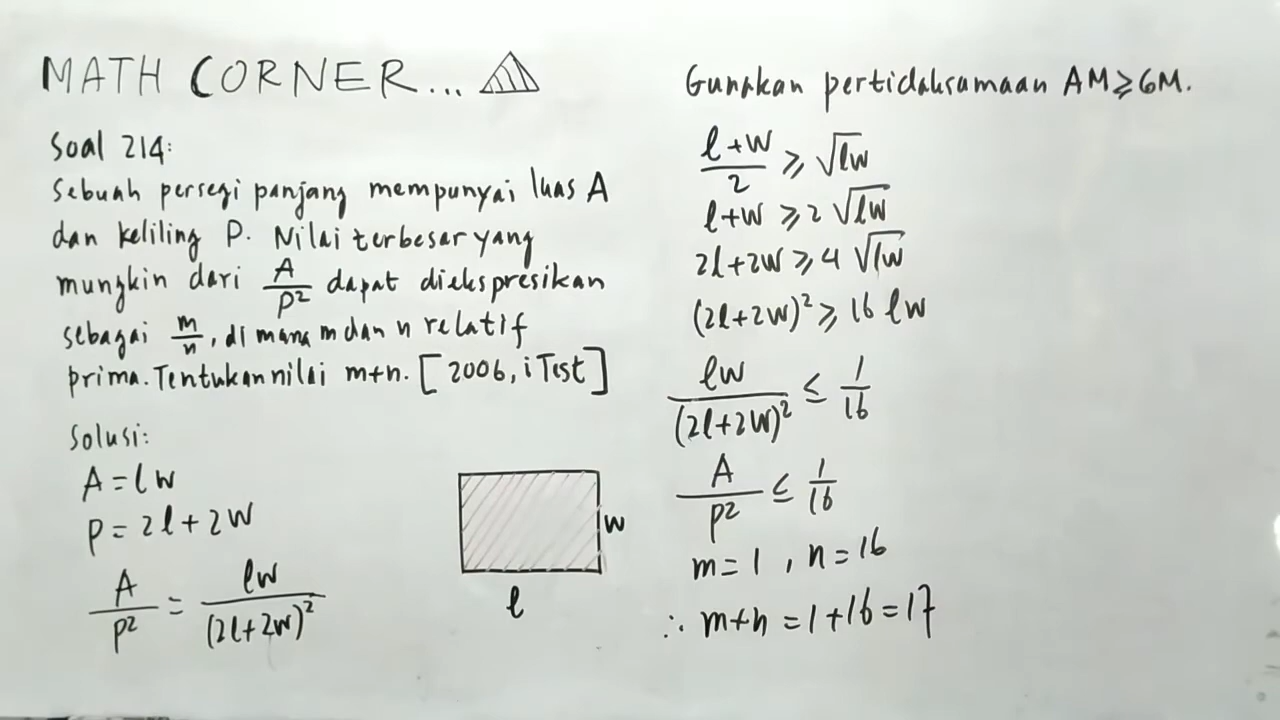 MATH CORNER...
Soal 214:
Sebuah persegi panjang mempunyai luas A
dan keliling P. Nilai terbesar yang
mungkin dari A/P² dapat diekspresikan
sebagai m/n, di mana m dan n relatif
prima. Tentukan nilai m+n. [2006, iTest]
Solusi:
A = lw
P = 2l + 2w
A/P² = lw/(2l+2w)²
w
l
Gunakan pertidaksamaan AM ≥ GM.
(l+w)/2 ≥ √lw
l+w ≥ 2√lw
2l+2w ≥ 4√lw
(2l+2w)² ≥ 16 lw
lw/(2l+2w)² ≤ 1/16
A/P² ≤ 1/16
m = 1, n = 16
∴ m+n = 1+16 = 17